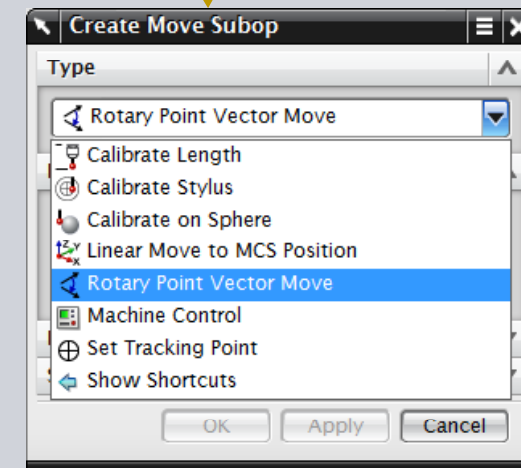 Create Move Subop
Type
Rotary Point Vector Move
Calibrate Length
Calibrate Stylus
Calibrate on Sphere
Linear Move to MCS Position
Rotary Point Vector Move
Machine Control
Set Tracking Point
Show Shortcuts
OK Apply Cancel